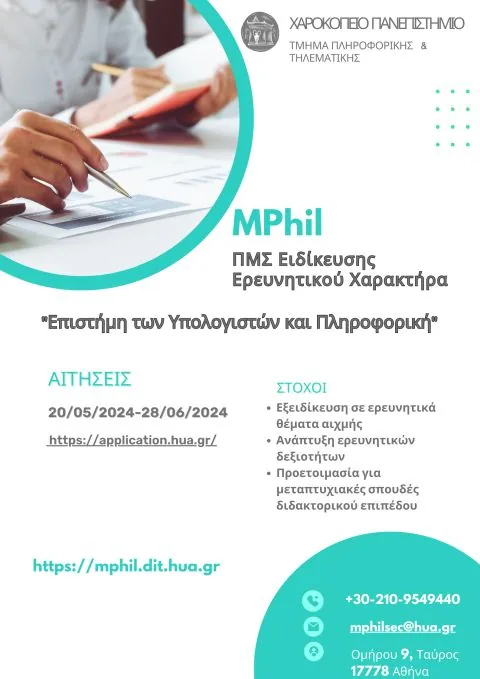 ΧΑΡΟΚΟΠΕΙΟ ΠΑΝΕΠΙΣΤΗΜΙΟ
ΤΜΗΜΑ ΠΛΗΡΟΦΟΡΙΚΗΣ &
ΤΗΛΕΜΑΤΙΚΗΣ
MPhil
ΠΜΣ Ειδίκευσης
Ερευνητικού Χαρακτήρα
"Επιστήμη των Υπολογιστών και Πληροφορική"
ΑΙΤΗΣΕΙΣ
20/05/2024-28/06/2024
https://application.hua.gr/
ΣΤΟΧΟΙ
• Εξειδίκευση σε ερευνητικά
θέματα αιχμής
• Ανάπτυξη ερευνητικών
δεξιοτήτων
• Προετοιμασία για
μεταπτυχιακές σπουδές
διδακτορικού επιπέδου
https://mphil.dit.hua.gr
+30-210-9549440
mphilsec@hua.gr
Ομήρου 9, Ταύρος
17778 Αθήνα